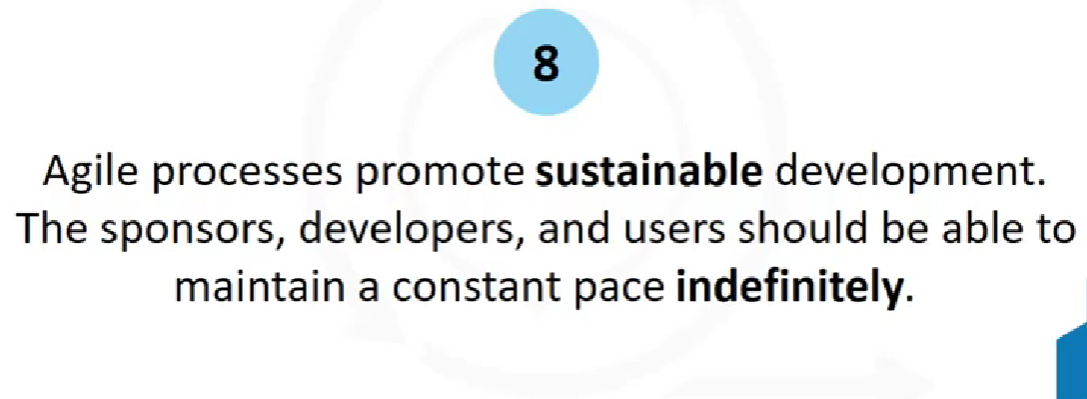 8
Agile processes promote sustainable development.
The sponsors, developers, and users should be able to
maintain a constant pace indefinitely.